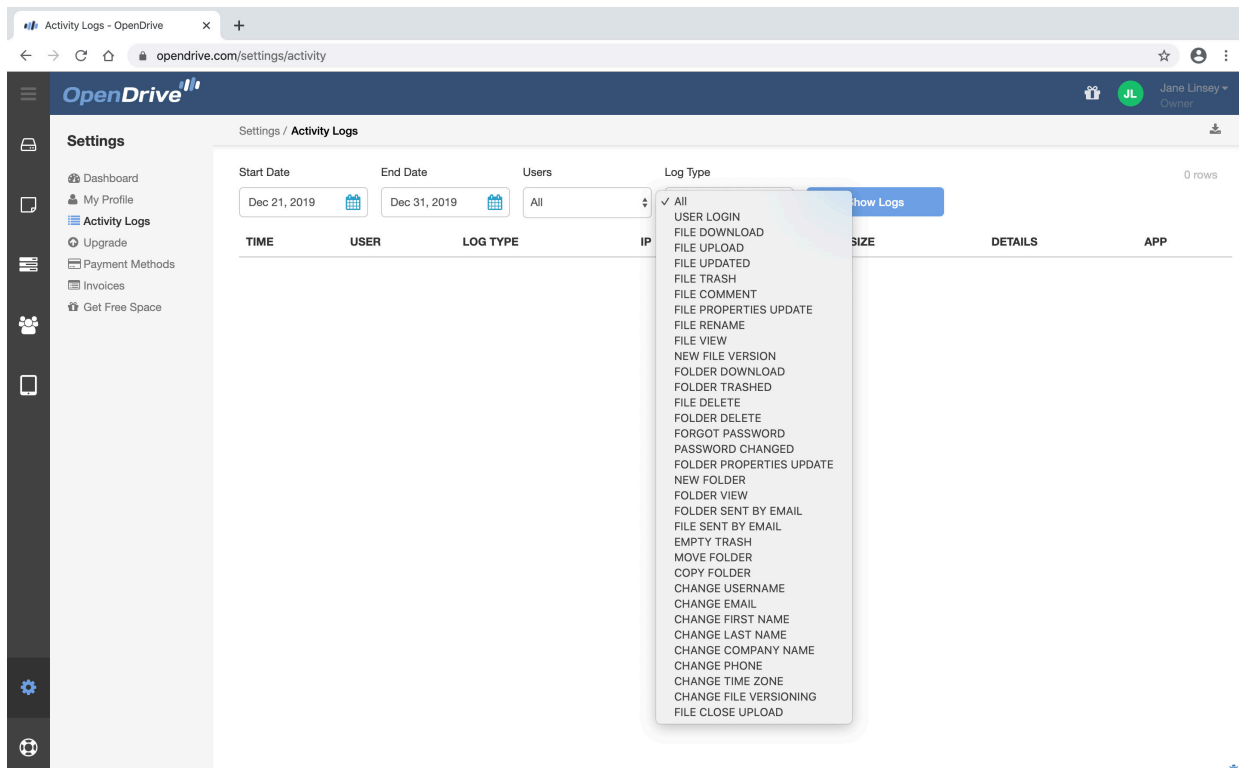 Activity Logs - OpenDrive
opendrive.com/settings/activity
OpenDrive
JL
Jane Linsey
Owner
Settings
Settings / Activity Logs
Dashboard
My Profile
Activity Logs
Upgrade
Payment Methods
Invoices
Get Free Space
Start Date End Date Users Log Type
0 rows
Dec 21, 2019 Dec 31, 2019 All
Show Logs
TIME USER LOG TYPE IP SIZE DETAILS APP
✓ All
USER LOGIN
FILE DOWNLOAD
FILE UPLOAD
FILE UPDATED
FILE TRASH
FILE COMMENT
FILE PROPERTIES UPDATE
FILE RENAME
FILE VIEW
NEW FILE VERSION
FOLDER DOWNLOAD
FOLDER TRASHED
FILE DELETE
FOLDER DELETE
FORGOT PASSWORD
PASSWORD CHANGED
FOLDER PROPERTIES UPDATE
NEW FOLDER
FOLDER VIEW
FOLDER SENT BY EMAIL
FILE SENT BY EMAIL
EMPTY TRASH
MOVE FOLDER
COPY FOLDER
CHANGE USERNAME
CHANGE EMAIL
CHANGE FIRST NAME
CHANGE LAST NAME
CHANGE COMPANY NAME
CHANGE PHONE
CHANGE TIME ZONE
CHANGE FILE VERSIONING
FILE CLOSE UPLOAD